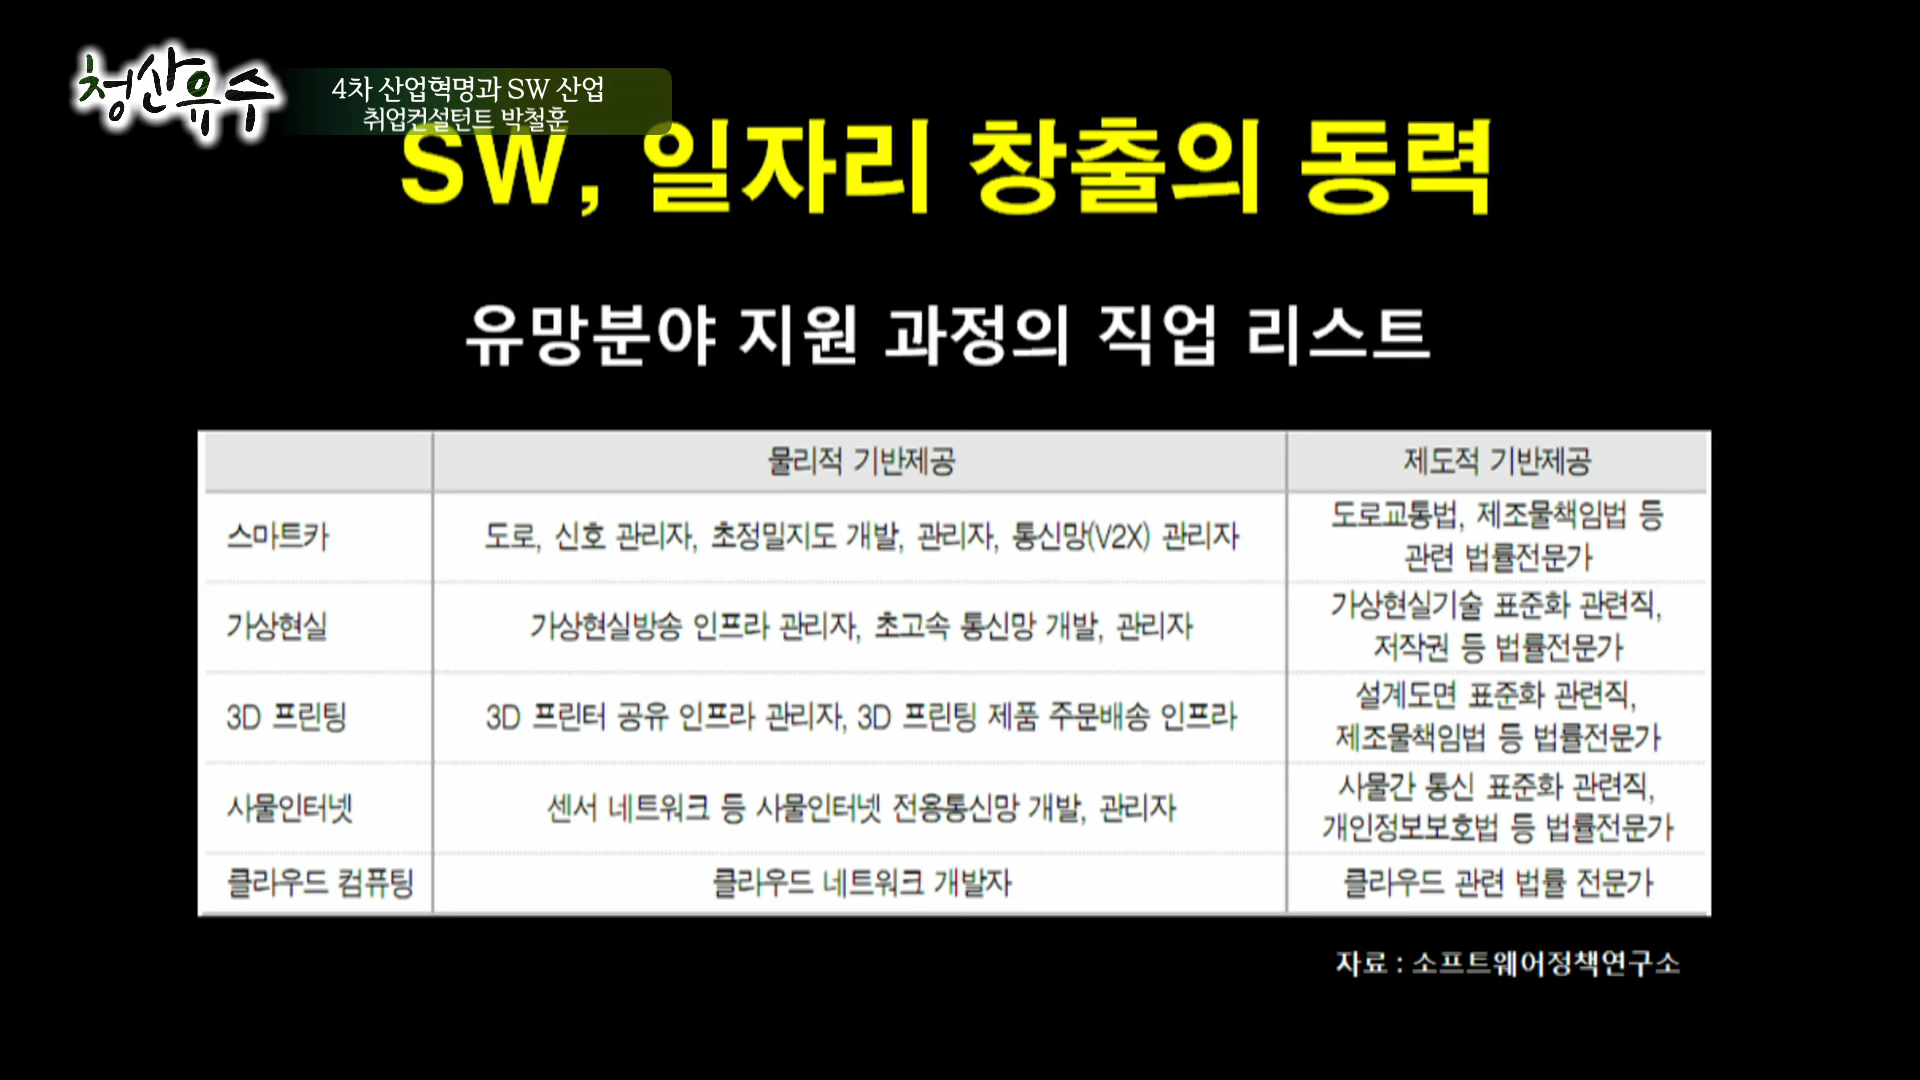 청산유수
4차 산업혁명과 SW 산업
취업컨설턴트 박철훈
SW, 일자리 창출의 동력
유망분야 지원 과정의 직업 리스트
물리적 기반제공
제도적 기반제공
스마트카
도로, 신호 관리자, 초정밀지도 개발, 관리자, 통신망(V2X) 관리자
도로교통법, 제조물책임법 등
관련 법률전문가
가상현실
가상현실방송 인프라 관리자, 초고속 통신망 개발, 관리자
가상현실기술 표준화 관련직,
저작권 등 법률전문가
3D 프린팅
3D 프린터 공유 인프라 관리자, 3D 프린팅 제품 주문배송 인프라
설계도면 표준화 관련직,
제조물책임법 등 법률전문가
사물인터넷
센서 네트워크 등 사물인터넷 전용통신망 개발, 관리자
사물간 통신 표준화 관련직,
개인정보보호법 등 법률전문가
클라우드 컴퓨팅
클라우드 네트워크 개발자
클라우드 관련 법률 전문가
자료 : 소프트웨어정책연구소